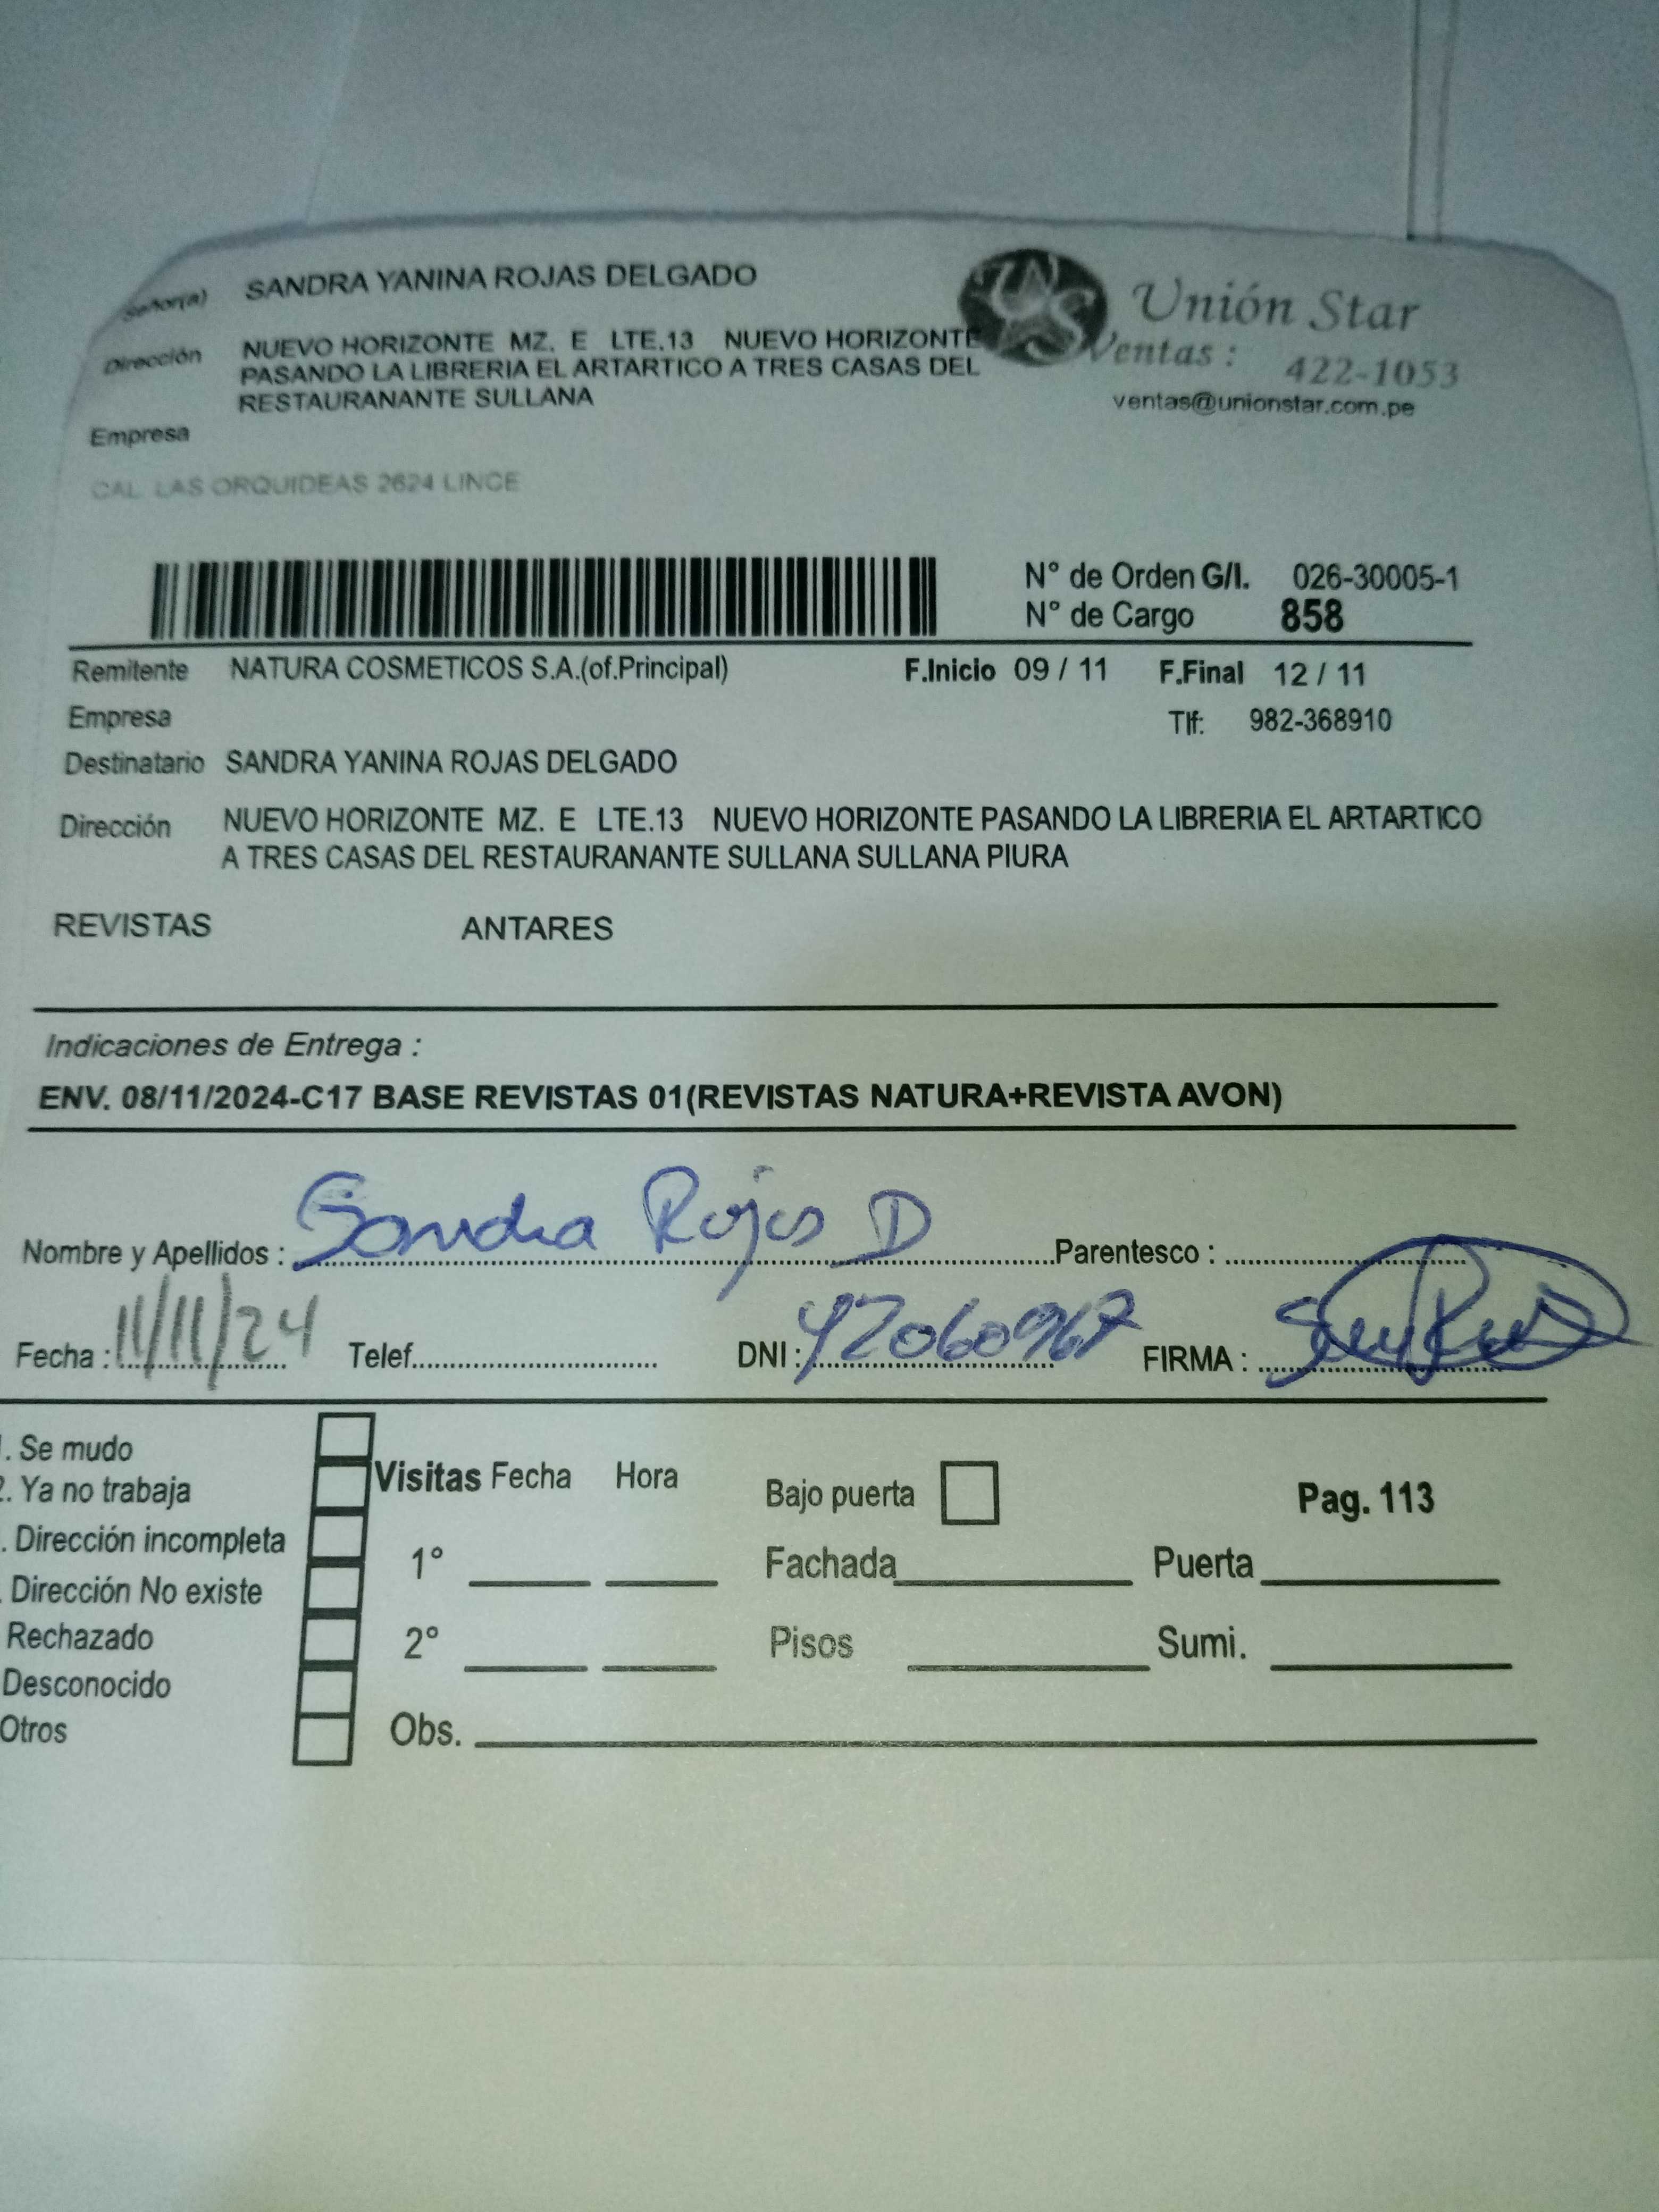 Señor(a) SANDRA YANINA ROJAS DELGADO
Unión Star
Ventas : 422-1053
ventas@unionstar.com.pe
Dirección NUEVO HORIZONTE MZ. E LTE.13 NUEVO HORIZONTE
PASANDO LA LIBRERIA EL ARTARTICO A TRES CASAS DEL
RESTAURANANTE SULLANA
Empresa
CAL. LAS ORQUIDEAS 2624 LINCE
N° de Orden G/I. 026-30005-1
N° de Cargo 858
Remitente NATURA COSMETICOS S.A.(of.Principal) F.Inicio 09 / 11 F.Final 12 / 11
Empresa Tlf: 982-368910
Destinatario SANDRA YANINA ROJAS DELGADO
Dirección NUEVO HORIZONTE MZ. E LTE.13 NUEVO HORIZONTE PASANDO LA LIBRERIA EL ARTARTICO
A TRES CASAS DEL RESTAURANANTE SULLANA SULLANA PIURA
REVISTAS ANTARES
Indicaciones de Entrega :
ENV. 08/11/2024-C17 BASE REVISTAS 01(REVISTAS NATURA+REVISTA AVON)
Nombre y Apellidos : Sandra Rojas D Parentesco :
Fecha : 11/11/24 Telef. DNI : 42060967 FIRMA :
1. Se mudo
2. Ya no trabaja
. Dirección incompleta
. Dirección No existe
Rechazado
Desconocido
Otros
Visitas Fecha Hora Bajo puerta Pag. 113
1° Fachada Puerta
2° Pisos Sumi.
Obs.